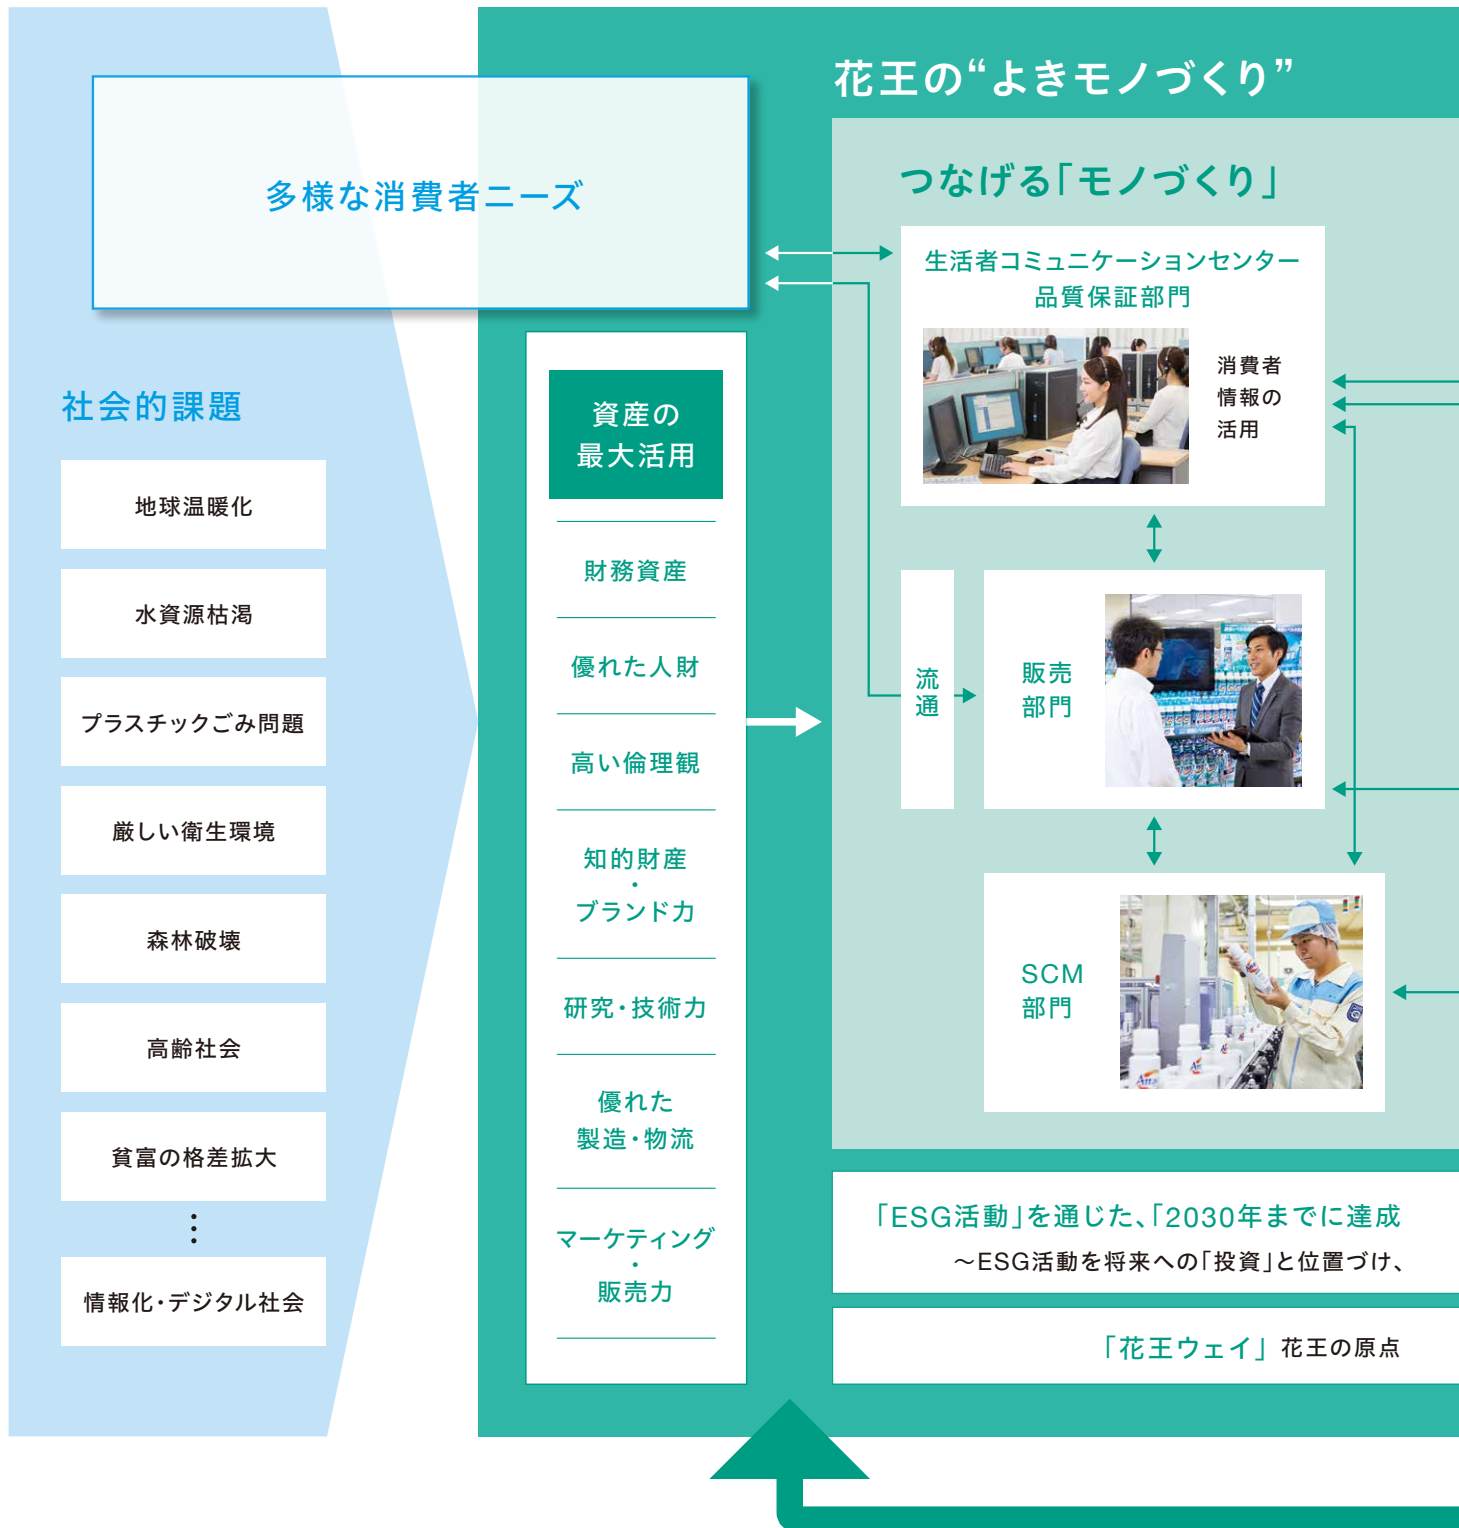 花王の“よきモノづくり”
多様な消費者ニーズ
社会的課題
地球温暖化
水資源枯渇
プラスチックごみ問題
厳しい衛生環境
森林破壊
高齢社会
貧富の格差拡大
⋮
情報化・デジタル社会
資産の
最大活用
財務資産
優れた人財
高い倫理観
知的財産
・
ブランド力
研究・技術力
優れた
製造・物流
マーケティング
・
販売力
つなげる「モノづくり」
生活者コミュニケーションセンター
品質保証部門
消費者
情報の
活用
流通
販売
部門
SCM
部門
Atta
「ESG活動」を通じた、「2030年までに達成
〜ESG活動を将来への「投資」と位置づけ、
「花王ウェイ」 花王の原点